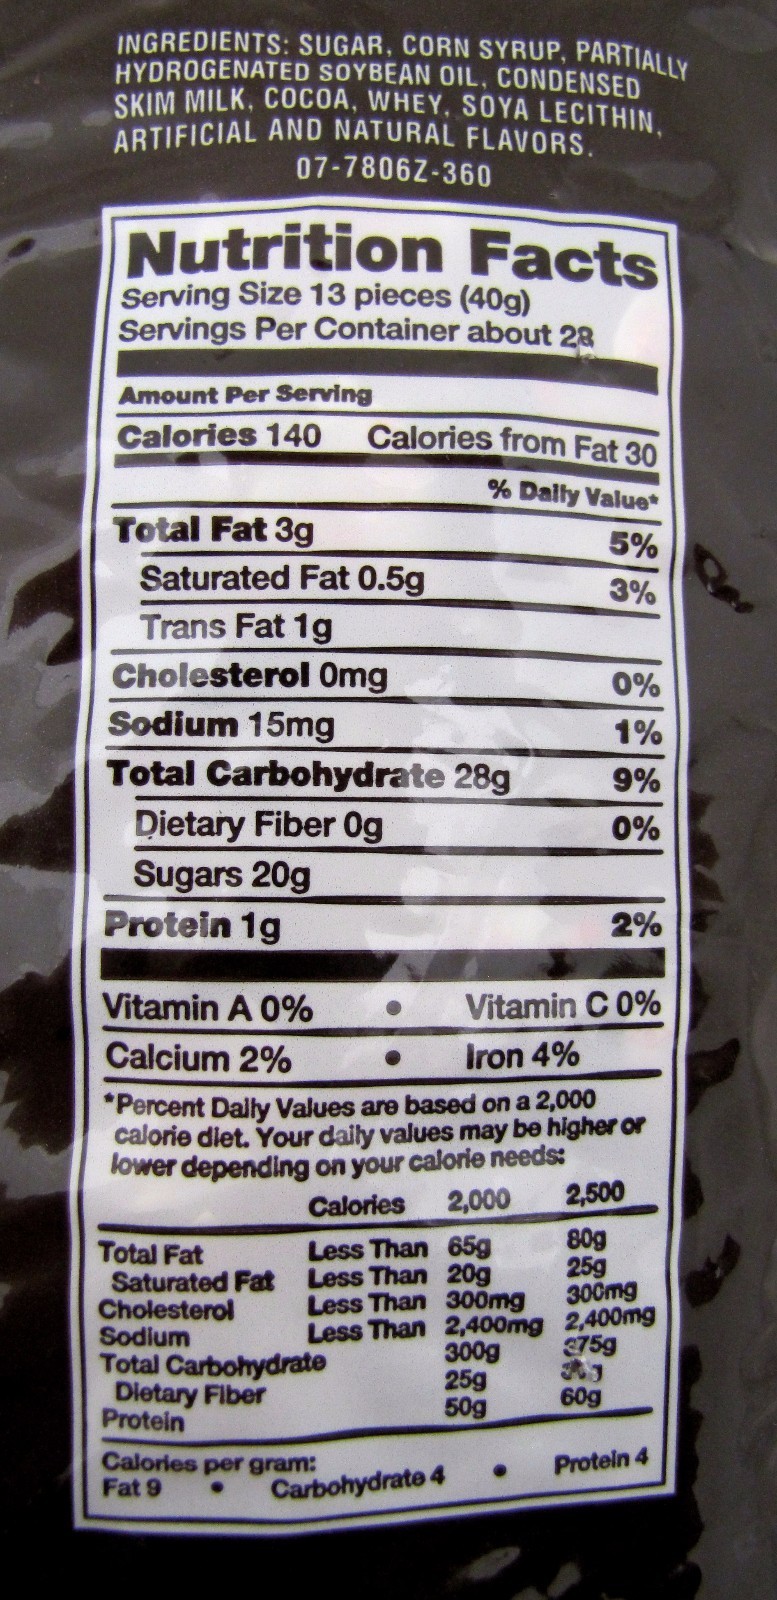 INGREDIENTS: SUGAR, CORN SYRUP, PARTIALLY
HYDROGENATED SOYBEAN OIL, CONDENSED
SKIM MILK, COCOA, WHEY, SOYA LECITHIN,
ARTIFICIAL AND NATURAL FLAVORS.
07-7806Z-360
Nutrition Facts
Serving Size 13 pieces (40g)
Servings Per Container about 28
Amount Per Serving
Calories 140 Calories from Fat 30
% Daily Value*
Total Fat 3g 5%
Saturated Fat 0.5g 3%
Trans Fat 1g
Cholesterol 0mg 0%
Sodium 15mg 1%
Total Carbohydrate 28g 9%
Dietary Fiber 0g 0%
Sugars 20g
Protein 1g 2%
Vitamin A 0% • Vitamin C 0%
Calcium 2% • Iron 4%
*Percent Daily Values are based on a 2,000
calorie diet. Your daily values may be higher or
lower depending on your calorie needs:
Calories 2,000 2,500
Total Fat Less Than 65g 80g
Saturated Fat Less Than 20g 25g
Cholesterol Less Than 300mg 300mg
Sodium Less Than 2,400mg 2,400mg
Total Carbohydrate 300g 375g
Dietary Fiber 25g
Protein 50g 60g
Calories per gram:
Fat 9 • Carbohydrate 4 • Protein 4